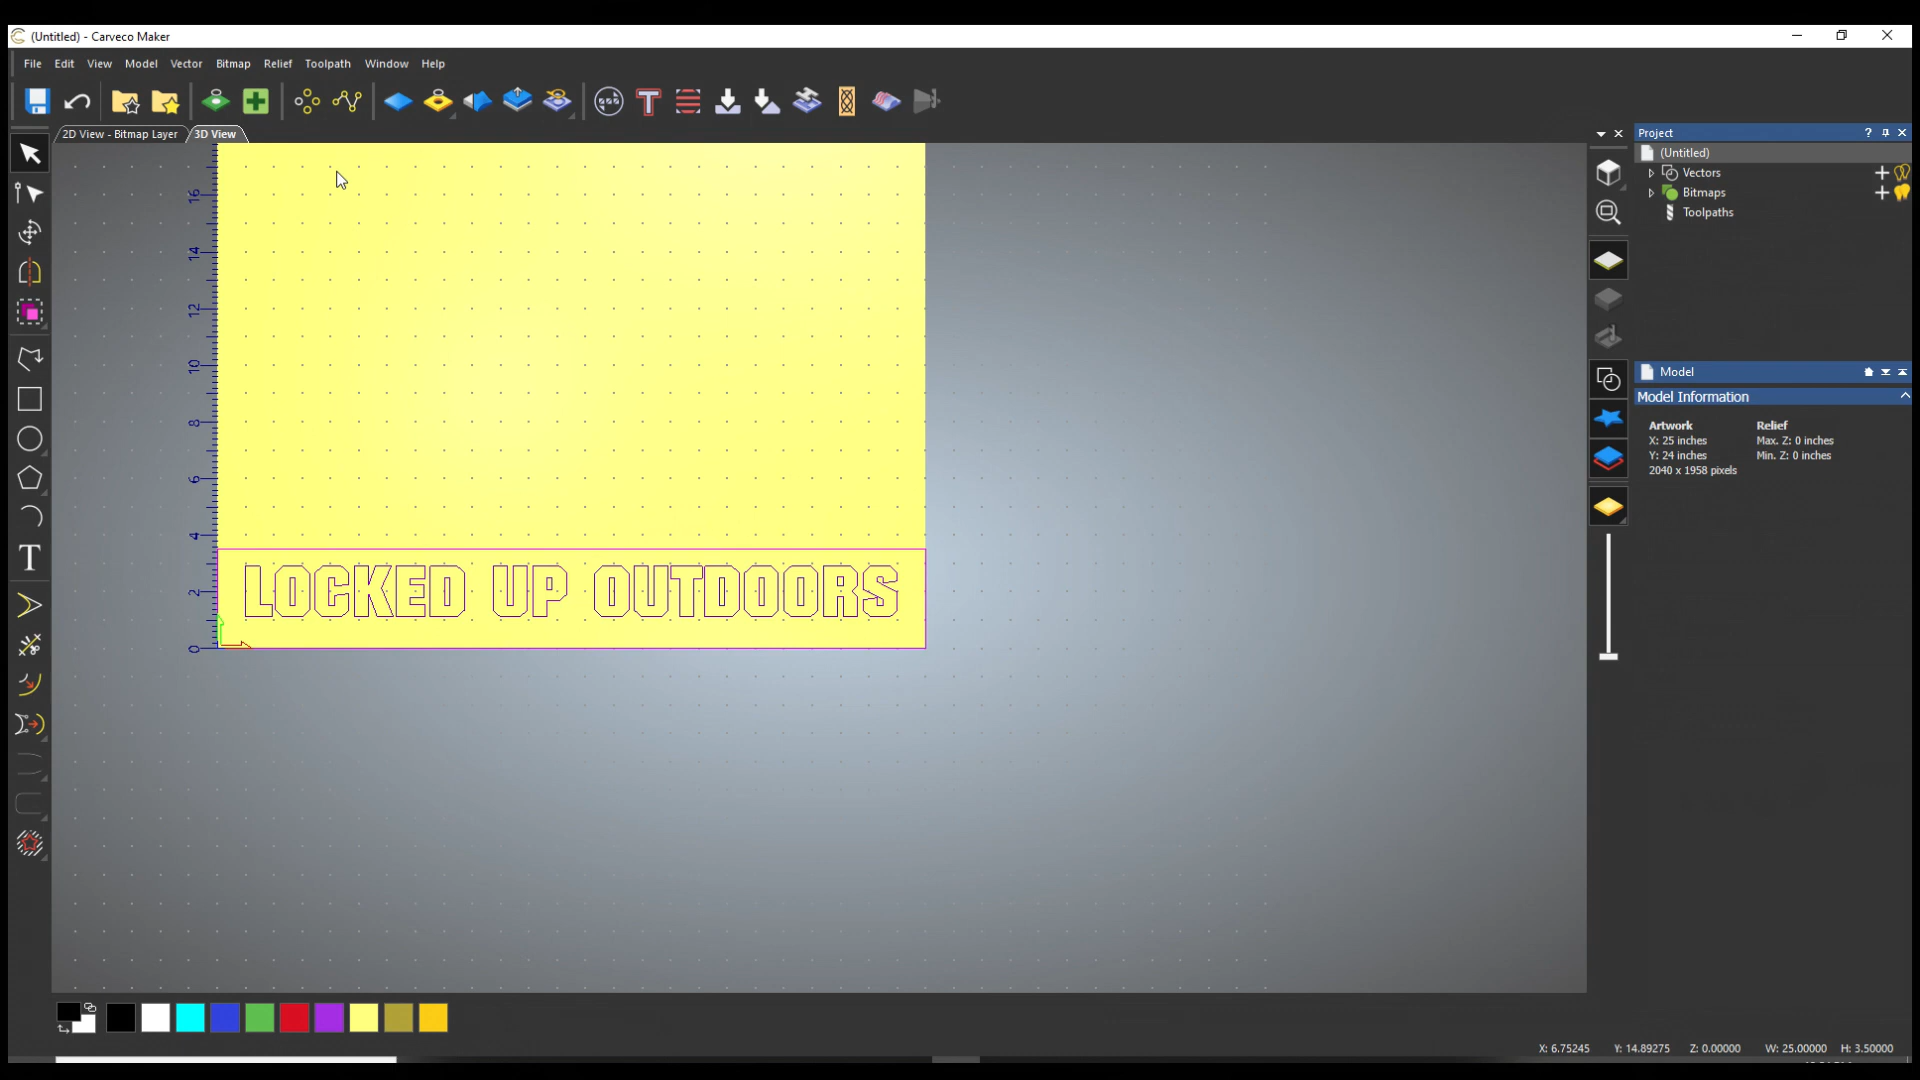 (Untitled) - Carveco Maker
File Edit View Model Vector Bitmap Relief Toolpath Window Help
2D View - Bitmap Layer 3D View
Project
(Untitled)
Vectors
Bitmaps
Toolpaths
Model
Model Information
Artwork Relief
X: 25 inches Max. Z: 0 inches
Y: 24 inches Min. Z: 0 inches
2040 x 1958 pixels
16
14
12
10
8
6
4
2
0
LOCKED UP OUTDOORS
X: 6.75245 Y: 14.89275 Z: 0.00000 W: 25.00000 H: 3.50000